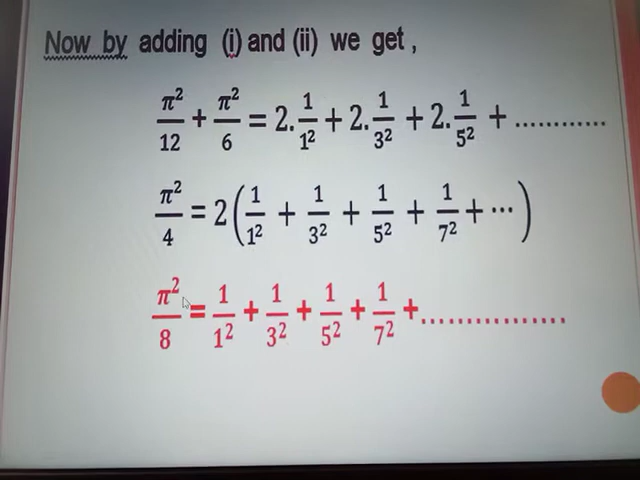 Now by adding (i) and (ii) we get ,
π²/12 + π²/6 = 2. 1/1² + 2. 1/3² + 2. 1/5² + ............
π²/4 = 2(1/1² + 1/3² + 1/5² + 1/7² + ⋯)
π²/8 = 1/1² + 1/3² + 1/5² + 1/7² + ................